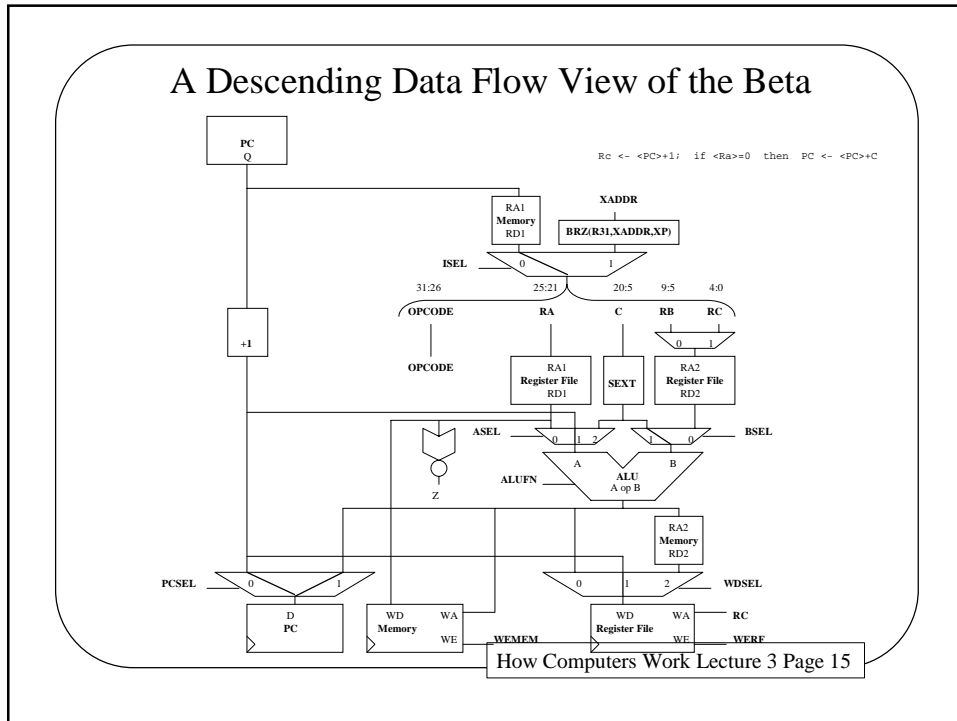 A Descending Data Flow View of the Beta
PC
Q
Rc <- <PC>+1; if <Ra>=0 then PC <- <PC>+C
XADDR
RA1
Memory
RD1
BRZ(R31,XADDR,XP)
ISEL
0 1
31:26 25:21 20:5 9:5 4:0
OPCODE RA C RB RC
+1
0 1
OPCODE
RA1
Register File
RD1
SEXT
RA2
Register File
RD2
ASEL
0 1 2
1 0
BSEL
A B
ALUFN
ALU
A op B
Z
RA2
Memory
RD2
PCSEL
0 1
0 1 2
WDSEL
D
PC
WD WA
Memory
WE
WEMEM
WD WA
Register File
WE
RC
WERF
How Computers Work Lecture 3 Page 15